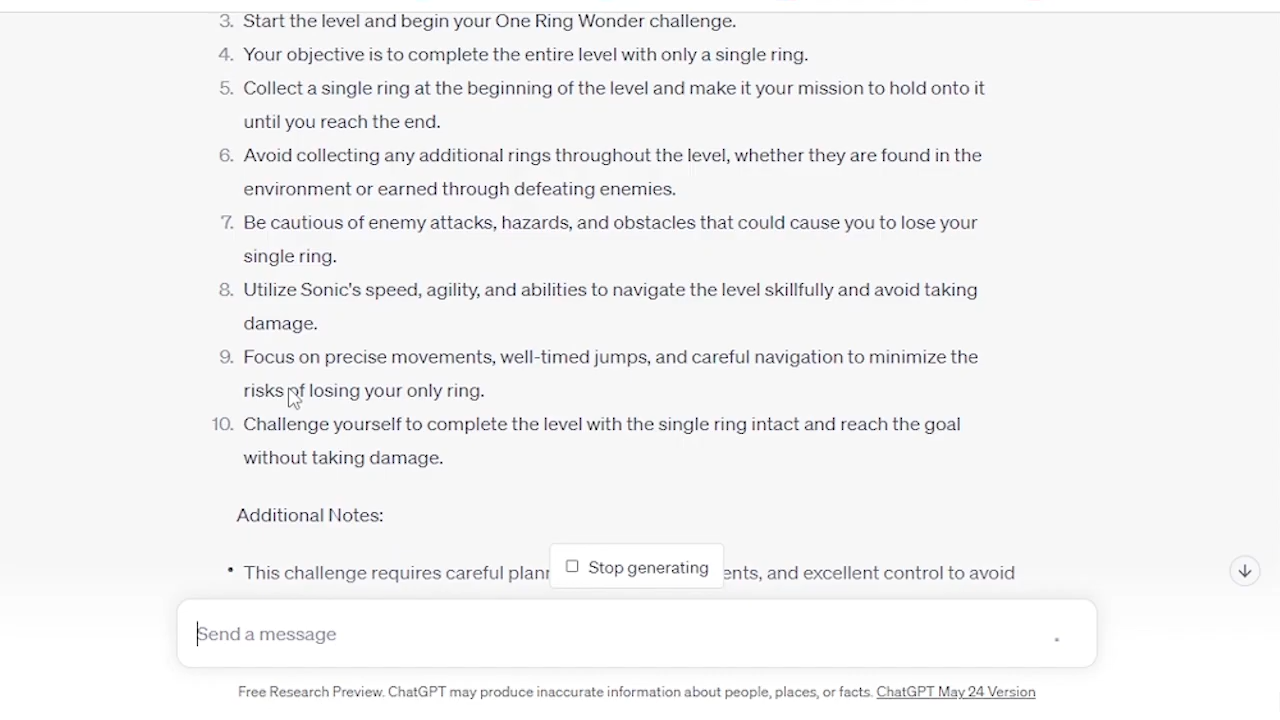 3. Start the level and begin your One Ring Wonder challenge.
4. Your objective is to complete the entire level with only a single ring.
5. Collect a single ring at the beginning of the level and make it your mission to hold onto it
until you reach the end.
6. Avoid collecting any additional rings throughout the level, whether they are found in the
environment or earned through defeating enemies.
7. Be cautious of enemy attacks, hazards, and obstacles that could cause you to lose your
single ring.
8. Utilize Sonic's speed, agility, and abilities to navigate the level skillfully and avoid taking
damage.
9. Focus on precise movements, well-timed jumps, and careful navigation to minimize the
risks of losing your only ring.
10. Challenge yourself to complete the level with the single ring intact and reach the goal
without taking damage.
Additional Notes:
• This challenge requires careful and excellent control to avoid
Stop generating
Send a message
Free Research Preview. ChatGPT may produce inaccurate information about people, places, or facts. ChatGPT May 24 Version